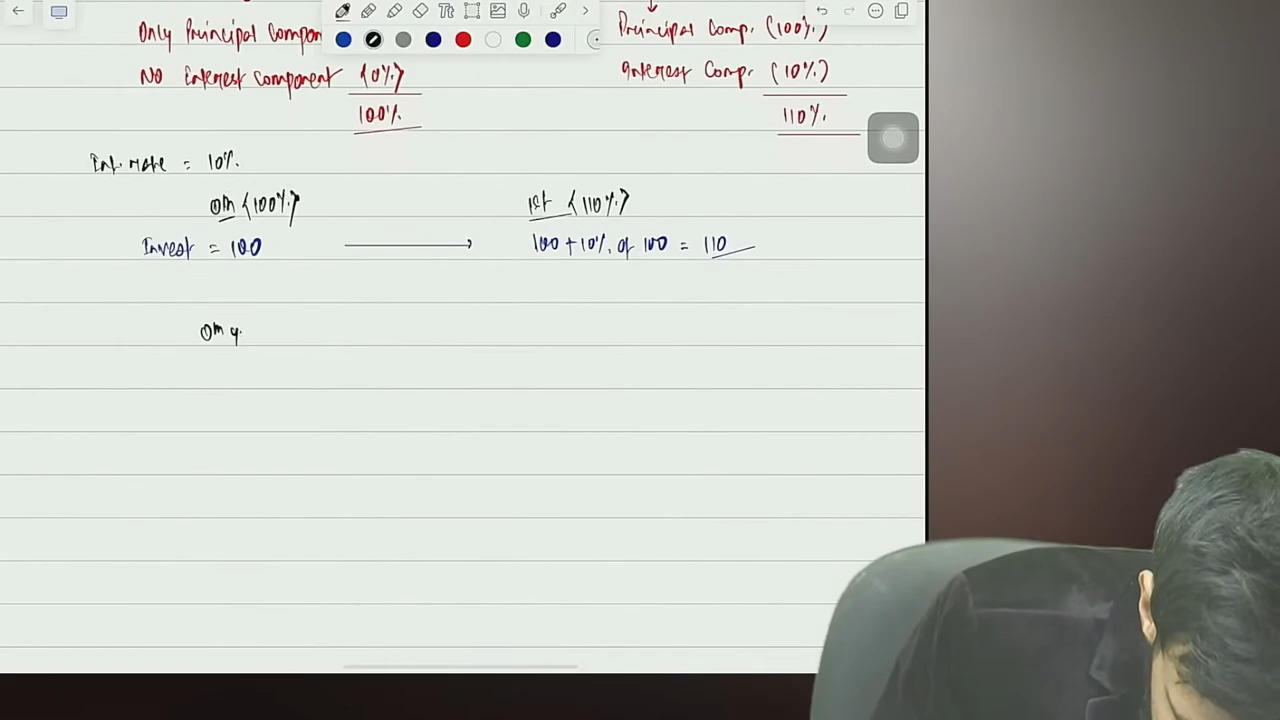 Only Principal Compon
Principal Comp. (100%)
No Interest component (0%)
Interest Comp. (10%)
100%
110%
Int. rate = 10%
0th (100%)
1st (110%)
Invest = 100
100 + 10% of 100 = 110
0th y.
Tt